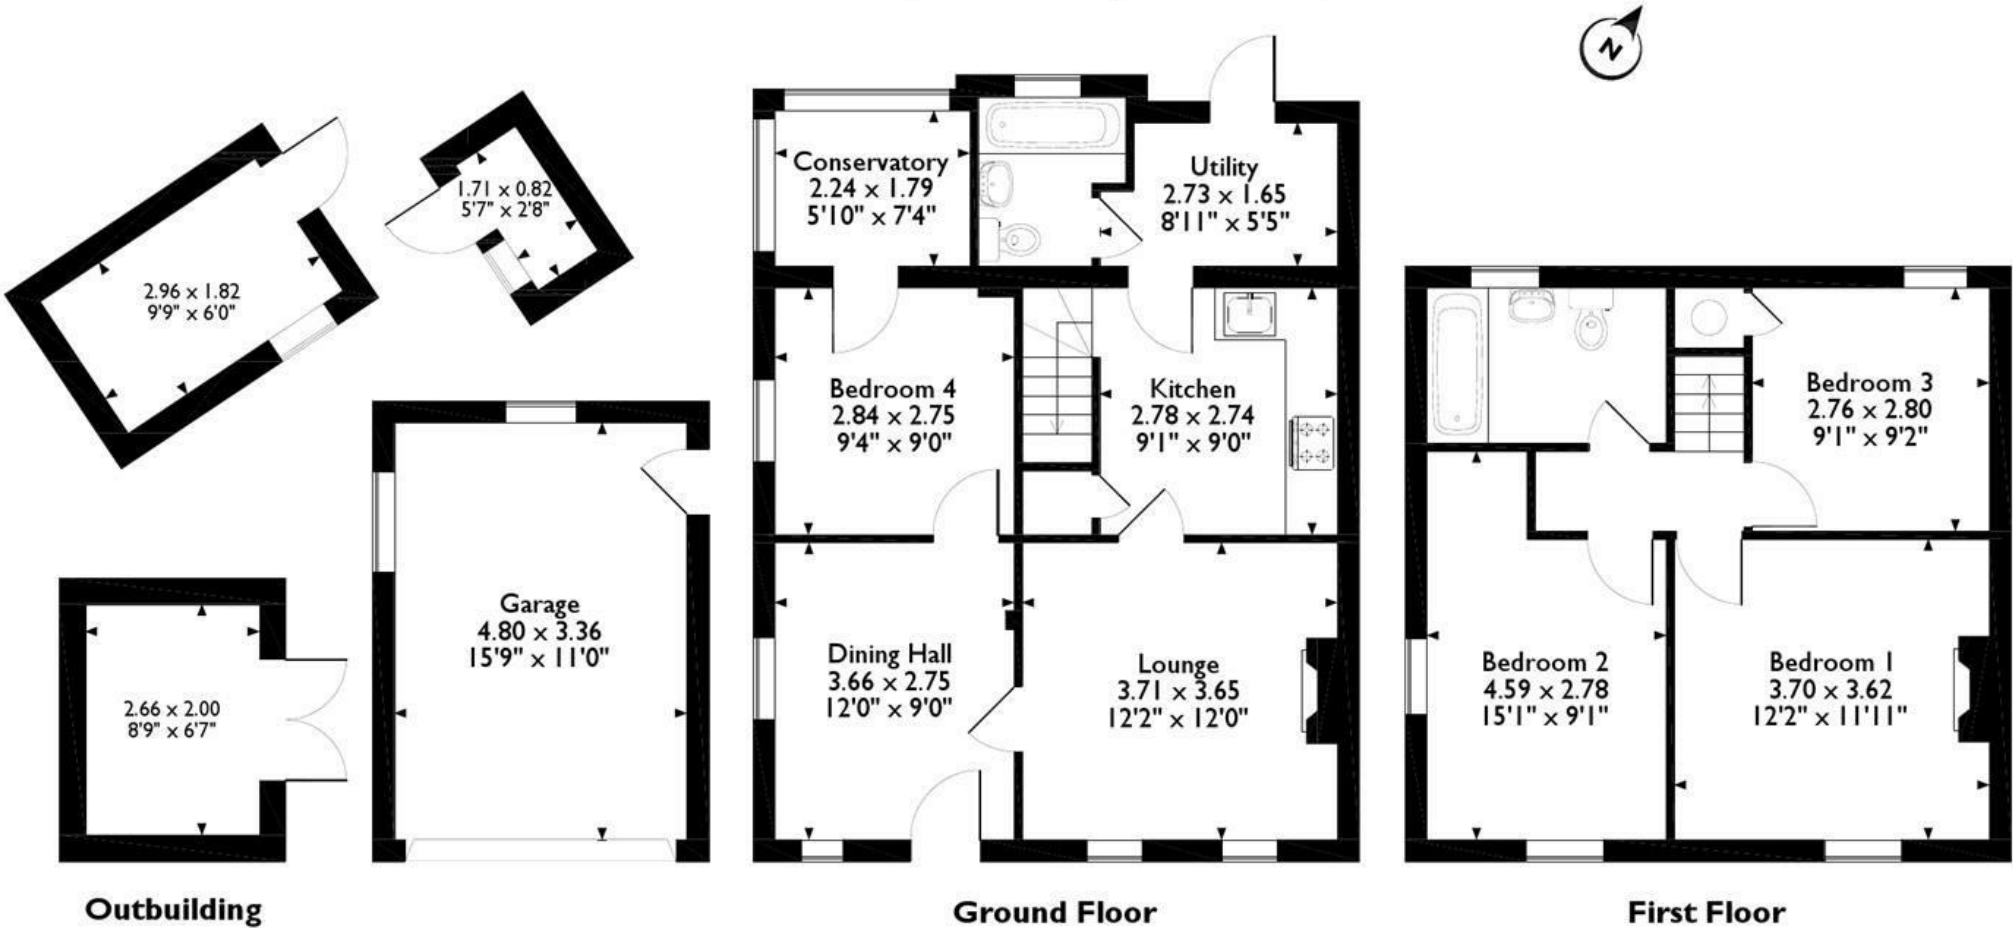 N
Conservatory
2.24 x 1.79
5'10" x 7'4"
Utility
2.73 x 1.65
8'11" x 5'5"
1.71 x 0.82
5'7" x 2'8"
2.96 x 1.82
9'9" x 6'0"
Bedroom 4
2.84 x 2.75
9'4" x 9'0"
Kitchen
2.78 x 2.74
9'1" x 9'0"
Bedroom 3
2.76 x 2.80
9'1" x 9'2"
Garage
4.80 x 3.36
15'9" x 11'0"
Dining Hall
3.66 x 2.75
12'0" x 9'0"
Lounge
3.71 x 3.65
12'2" x 12'0"
Bedroom 2
4.59 x 2.78
15'1" x 9'1"
Bedroom 1
3.70 x 3.62
12'2" x 11'11"
2.66 x 2.00
8'9" x 6'7"
Outbuilding
Ground Floor
First Floor